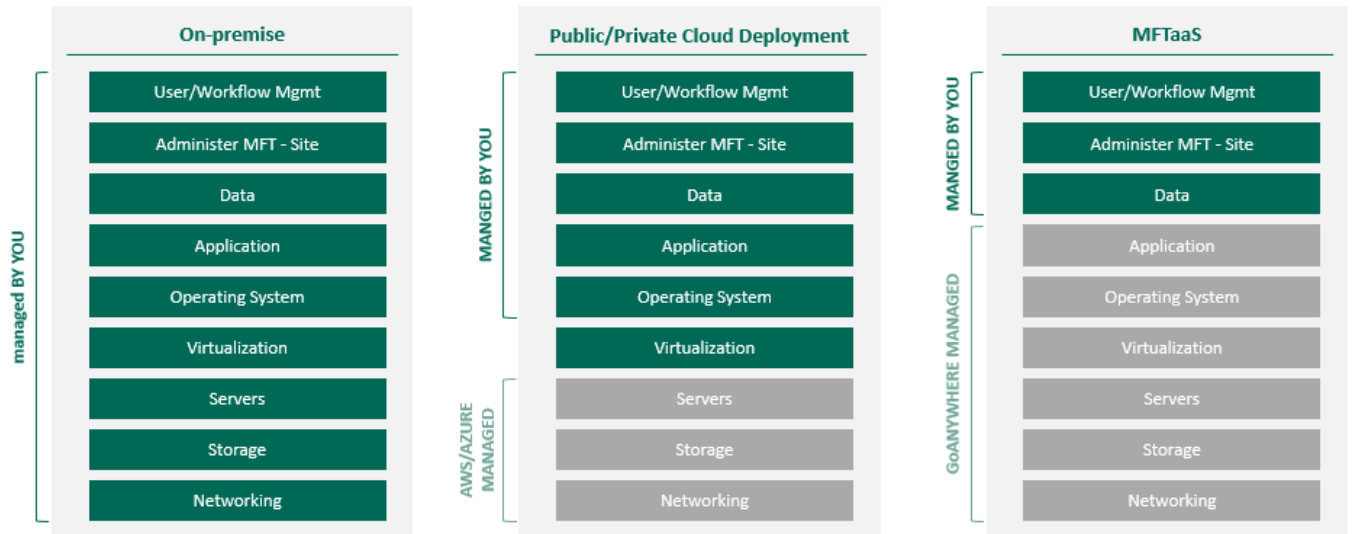 On-premise
managed BY YOU
User/Workflow Mgmt
Administer MFT - Site
Data
Application
Operating System
Virtualization
Servers
Storage
Networking
Public/Private Cloud Deployment
MANGED BY YOU
User/Workflow Mgmt
Administer MFT - Site
Data
Application
Operating System
Virtualization
AWS/AZURE
MANAGED
Servers
Storage
Networking
MFTaaS
MANGED BY YOU
User/Workflow Mgmt
Administer MFT - Site
Data
GoANYWHERE MANAGED
Application
Operating System
Virtualization
Servers
Storage
Networking